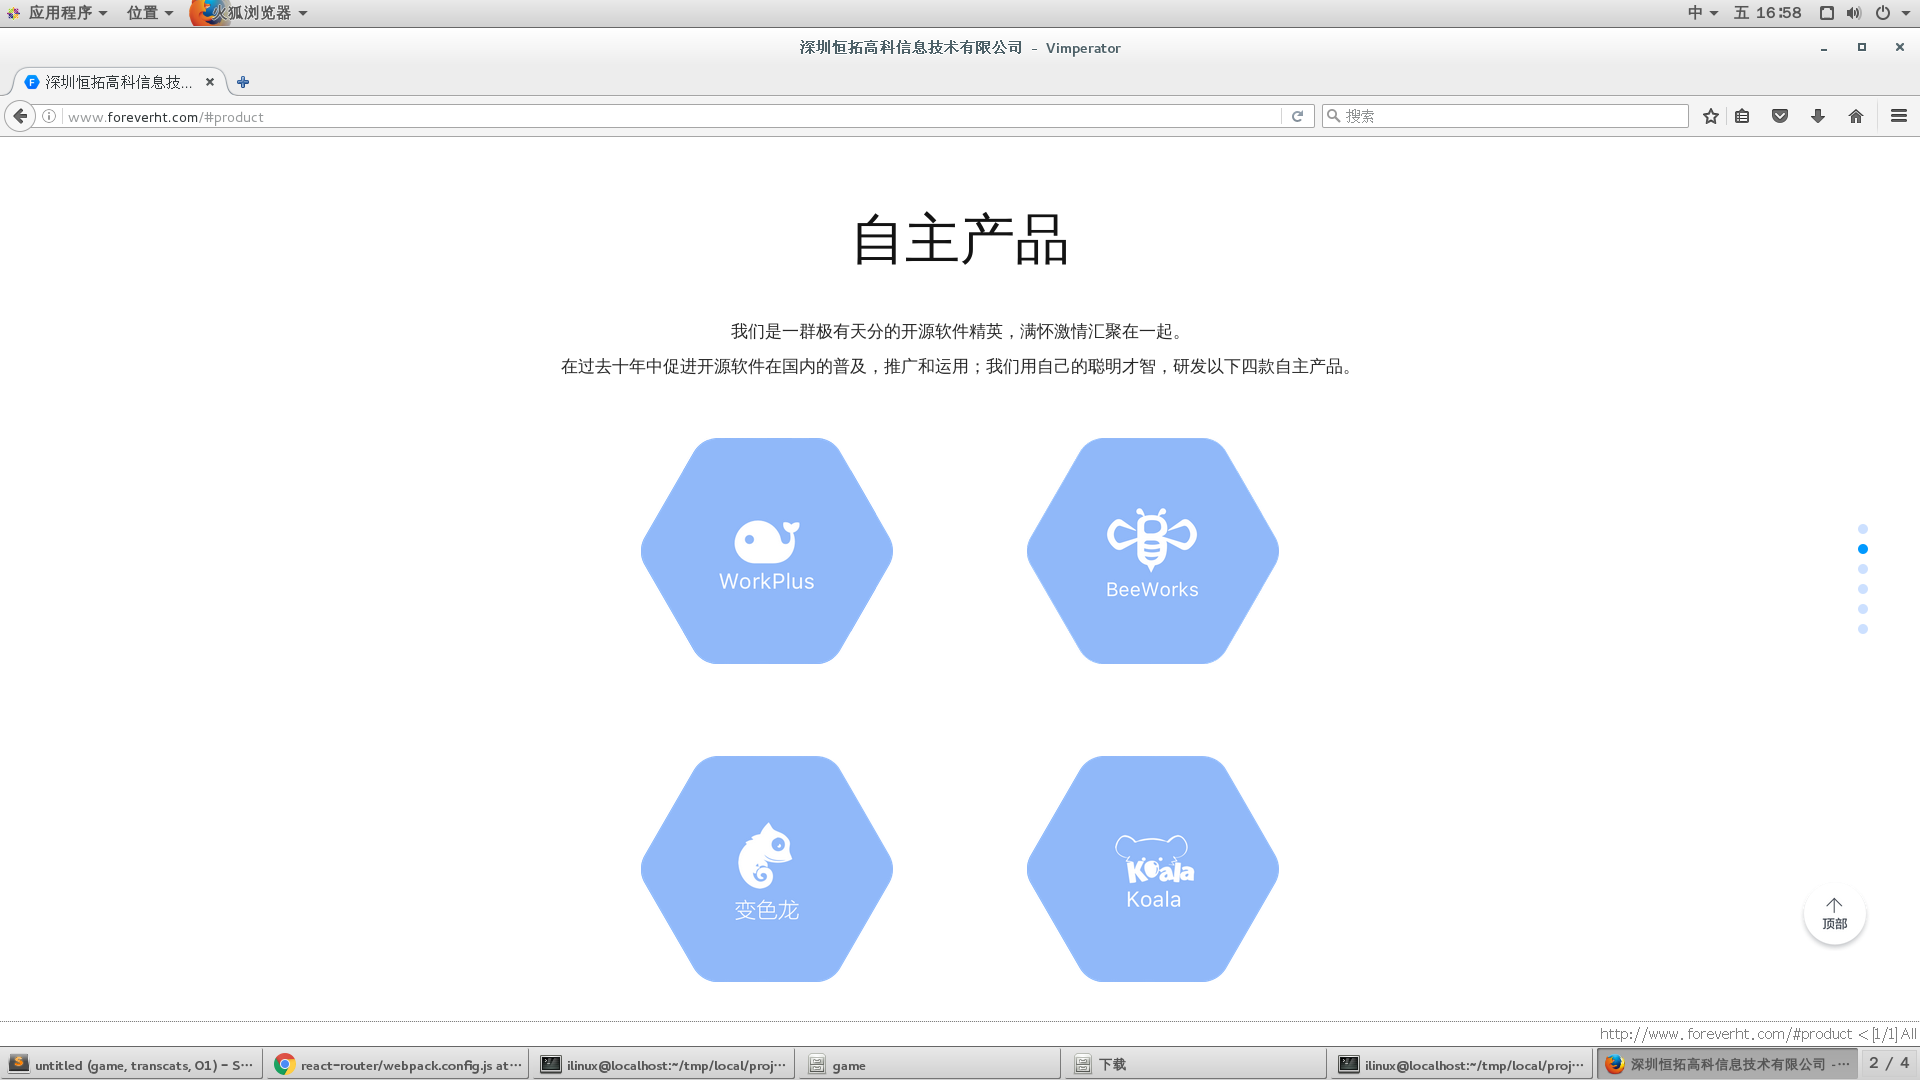 应用程序 位置 火狐浏览器 中 五 16:58
深圳恒拓高科信息技术有限公司 - Vimperator
深圳恒拓高科信息技...
www.foreverht.com/#product 搜索
自主产品
我们是一群极有天分的开源软件精英，满怀激情汇聚在一起。
在过去十年中促进开源软件在国内的普及，推广和运用；我们用自己的聪明才智，研发以下四款自主产品。
WorkPlus
BeeWorks
变色龙
Koala
Koala
顶部
http://www.foreverht.com/#product < [1/1] All
untitled (game, transcats, 01) - S... react-router/webpack.config.js at... ilinux@localhost:~/tmp/local/proj... game 下载 ilinux@localhost:~/tmp/local/proj... 深圳恒拓高科信息技术有限公司 -... 2 / 4